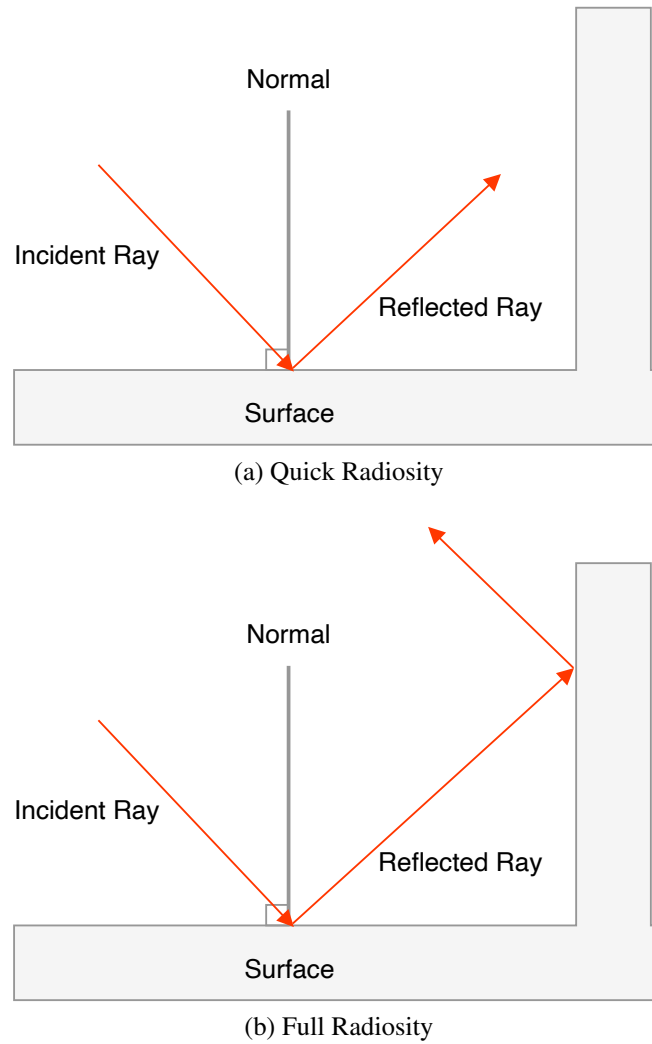 Normal
Incident Ray
Reflected Ray
Surface
(a) Quick Radiosity
Normal
Incident Ray
Reflected Ray
Surface
(b) Full Radiosity